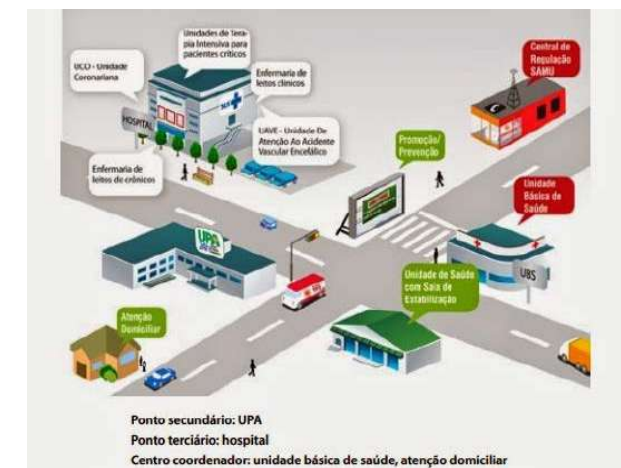 Unidades de Tera-
pia Intensiva para
pacientes críticos
UCO - Unidade
Coronariana
Enfermaria de
leitos clínicos
HOSPITAL
UAVE - Unidade De
Atenção Ao Acidente
Vascular Encefálico
Enfermaria de
leitos de crônicos
Central de
Regulação
SAMU
Promoção/
Prevenção
Unidade
Básica de
Saúde
UPA
UBS
Unidade de Saúde
com Sala de
Estabilização
Atenção
Domiciliar
Ponto secundário: UPA
Ponto terciário: hospital
Centro coordenador: unidade básica de saúde, atenção domiciliar